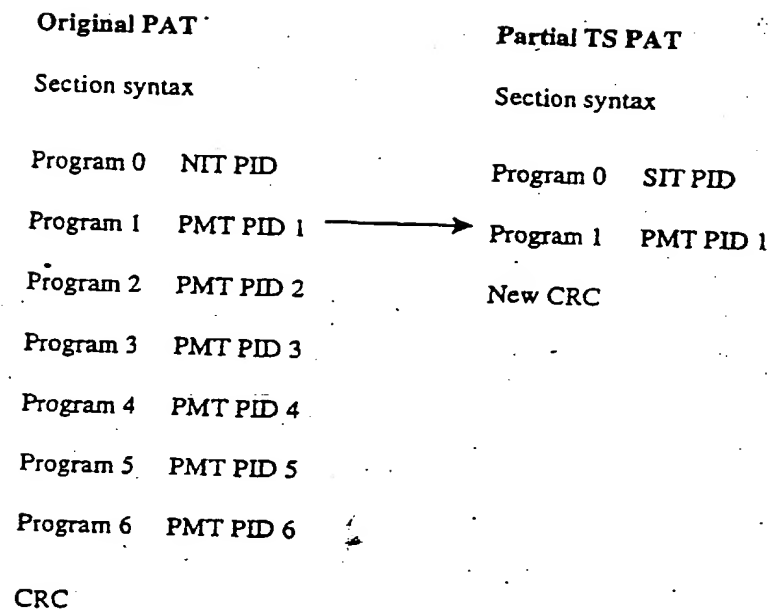 Original PAT
Section syntax
Program 0 NIT PID
Program 1 PMT PID 1
Program 2 PMT PID 2
Program 3 PMT PID 3
Program 4 PMT PID 4
Program 5 PMT PID 5
Program 6 PMT PID 6
CRC
Partial TS PAT
Section syntax
Program 0 SIT PID
Program 1 PMT PID 1
New CRC